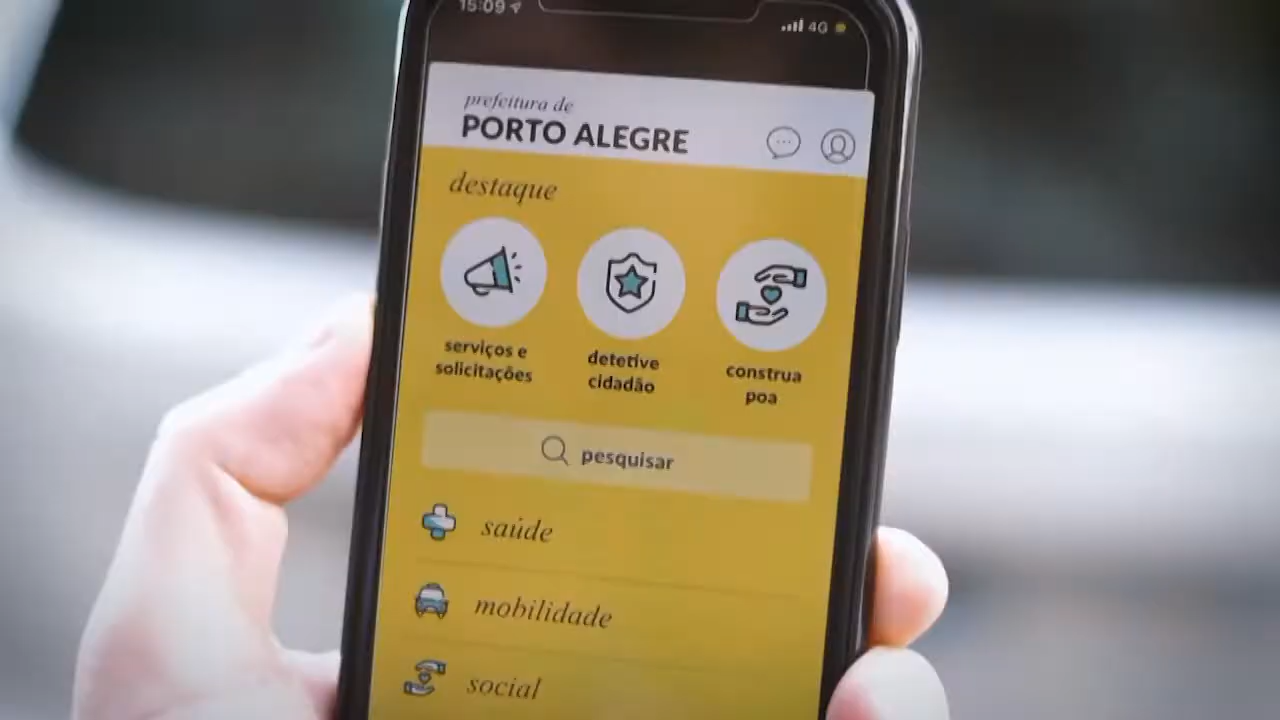 15:09
4G
prefeitura de
PORTO ALEGRE
destaque
serviços e
solicitações
detetive
cidadão
construa
poa
pesquisar
saúde
mobilidade
social